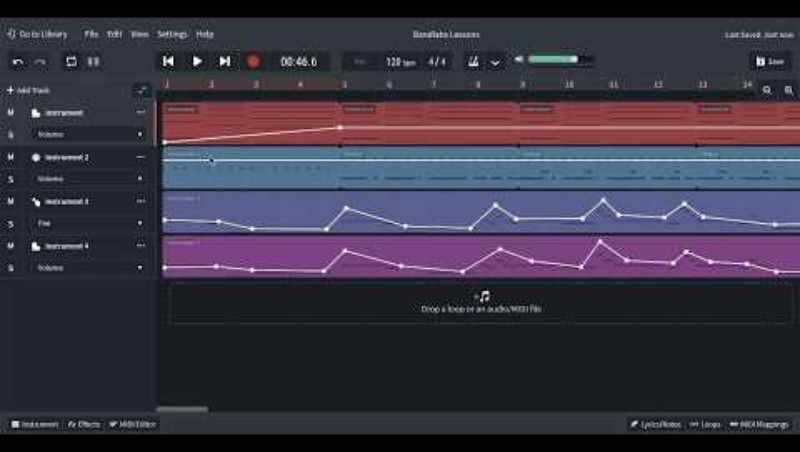 Go to Library File Edit View Settings Help
Bandlabs Lessons
Last Saved: Just now
00:46.6
120 bpm 4/4
Save
+ Add Track
1 2 3 4 5 6 7 8 9 10 11 12 13 14
M Instrument
S Volume
M Instrument 2
S Volume
M Instrument 3
S Pan
M Instrument 4
S Volume
Drop a loop or an audio/MIDI file
Instrument Effects MIDI Editor
Lyrics/Notes Loops MIDI Mappings